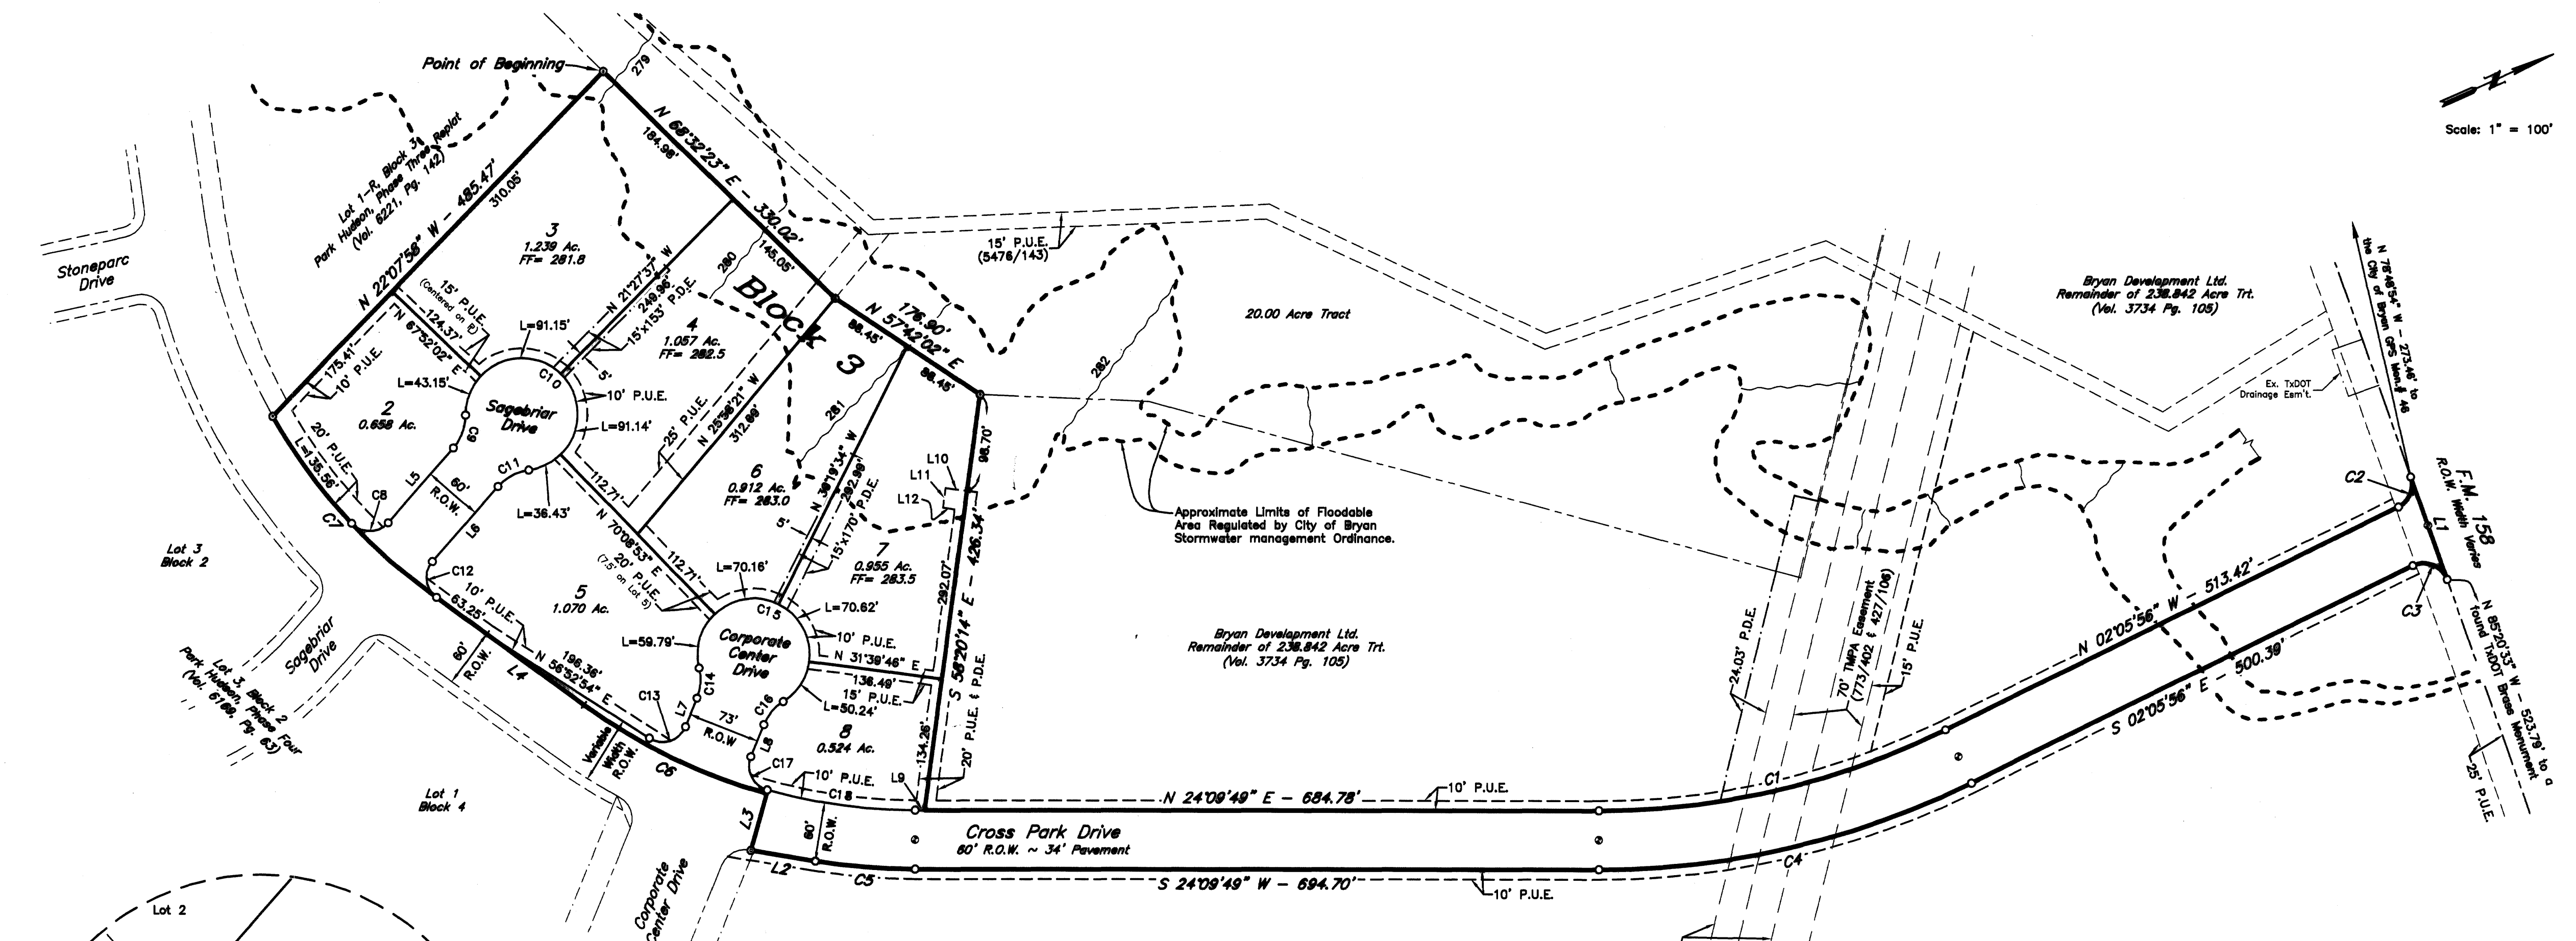 Point of Beginning
279
N
Scale: 1" = 100'
N 68°32'23" E - 330.02'
184.98'
145.05'
Lot 1-R, Block 3
Park Hudson, Phase Three Replat
(Vol. 6221, Pg. 142)
N 22°07'58" W - 485.47'
310.05'
175.41'
10' P.U.E.
Stoneparc
Drive
3
1.239 Ac.
FF= 281.8
15' P.U.E.
(Centered on ℄)
124.37'
N 67°52'02" E
L=91.15'
N 21°27'37" W
249.96'
15'x153' P.D.E.
5'
280
Block 3
4
1.057 Ac.
FF= 282.5
N 57°42'02" E
176.90'
88.45'
88.45'
15' P.U.E.
(5476/143)
20.00 Acre Tract
282
281
Bryan Development Ltd.
Remainder of 238.842 Acre Trt.
(Vol. 3734 Pg. 105)
N 78°48'54" W - 273.46' to
the City of Bryan GPS Mon.# 46
Ex. TxDOT
Drainage Esm't.
L=43.15'
C10
10' P.U.E.
Sagebriar
Drive
L=91.14'
2
0.658 Ac.
20' P.U.E.
L=135.56'
C7
C8
C9
L5
60'
R.O.W.
C11
L6
L=36.43'
C12
25' P.U.E.
N 25°56'21" W
312.89'
112.71'
N 70°08'53" E
20' P.U.E.
(7.5' on Lot 5)
112.71'
6
0.912 Ac.
FF= 283.0
N 39°19'34" W
292.99'
15'x170' P.D.E.
5'
98.70'
L10
L11
L12
7
0.955 Ac.
FF= 283.5
292.07'
S 58°20'14" E - 426.34'
20' P.U.E. & P.D.E.
134.26'
Approximate Limits of Floodable
Area Regulated by City of Bryan
Stormwater management Ordinance.
C2
F.M. 158
R.O.W. Width Varies
L1
C3
N 02°05'56" W - 513.42'
S 02°05'56" E - 500.39'
N 85°20'33" W - 523.79' to a
found TxDOT Brass Monument
25' P.U.E.
Lot 3
Block 2
5
1.070 Ac.
10' P.U.E.
63.25'
196.36'
N 56°52'54" E
L4
60'
R.O.W.
Sagebriar
Drive
Lot 3, Block 2
Park Hudson, Phase Four
(Vol. 6169, Pg. 63)
L=70.16'
C15
L=70.62'
L=59.79'
Corporate
Center
Drive
10' P.U.E.
N 31°39'46" E
136.49'
15' P.U.E.
L=50.24'
C13
C14
L7
73'
R.O.W
C16
L8
C17
8
0.524 Ac.
Variable
Width
R.O.W.
C6
10' P.U.E.
C18
L9
Bryan Development Ltd.
Remainder of 238.842 Acre Trt.
(Vol. 3734 Pg. 105)
24.03' P.D.E.
70' TMPA Easement
(773/402 & 427/106)
15' P.U.E.
Lot 1
Block 4
L3
L2
60'
R.O.W.
C5
N 24°09'49" E - 684.78'
10' P.U.E.
C1
Cross Park Drive
60' R.O.W. ~ 34' Pavement
S 24°09'49" W - 694.70'
10' P.U.E.
C4
Corporate
Center Drive
Lot 2